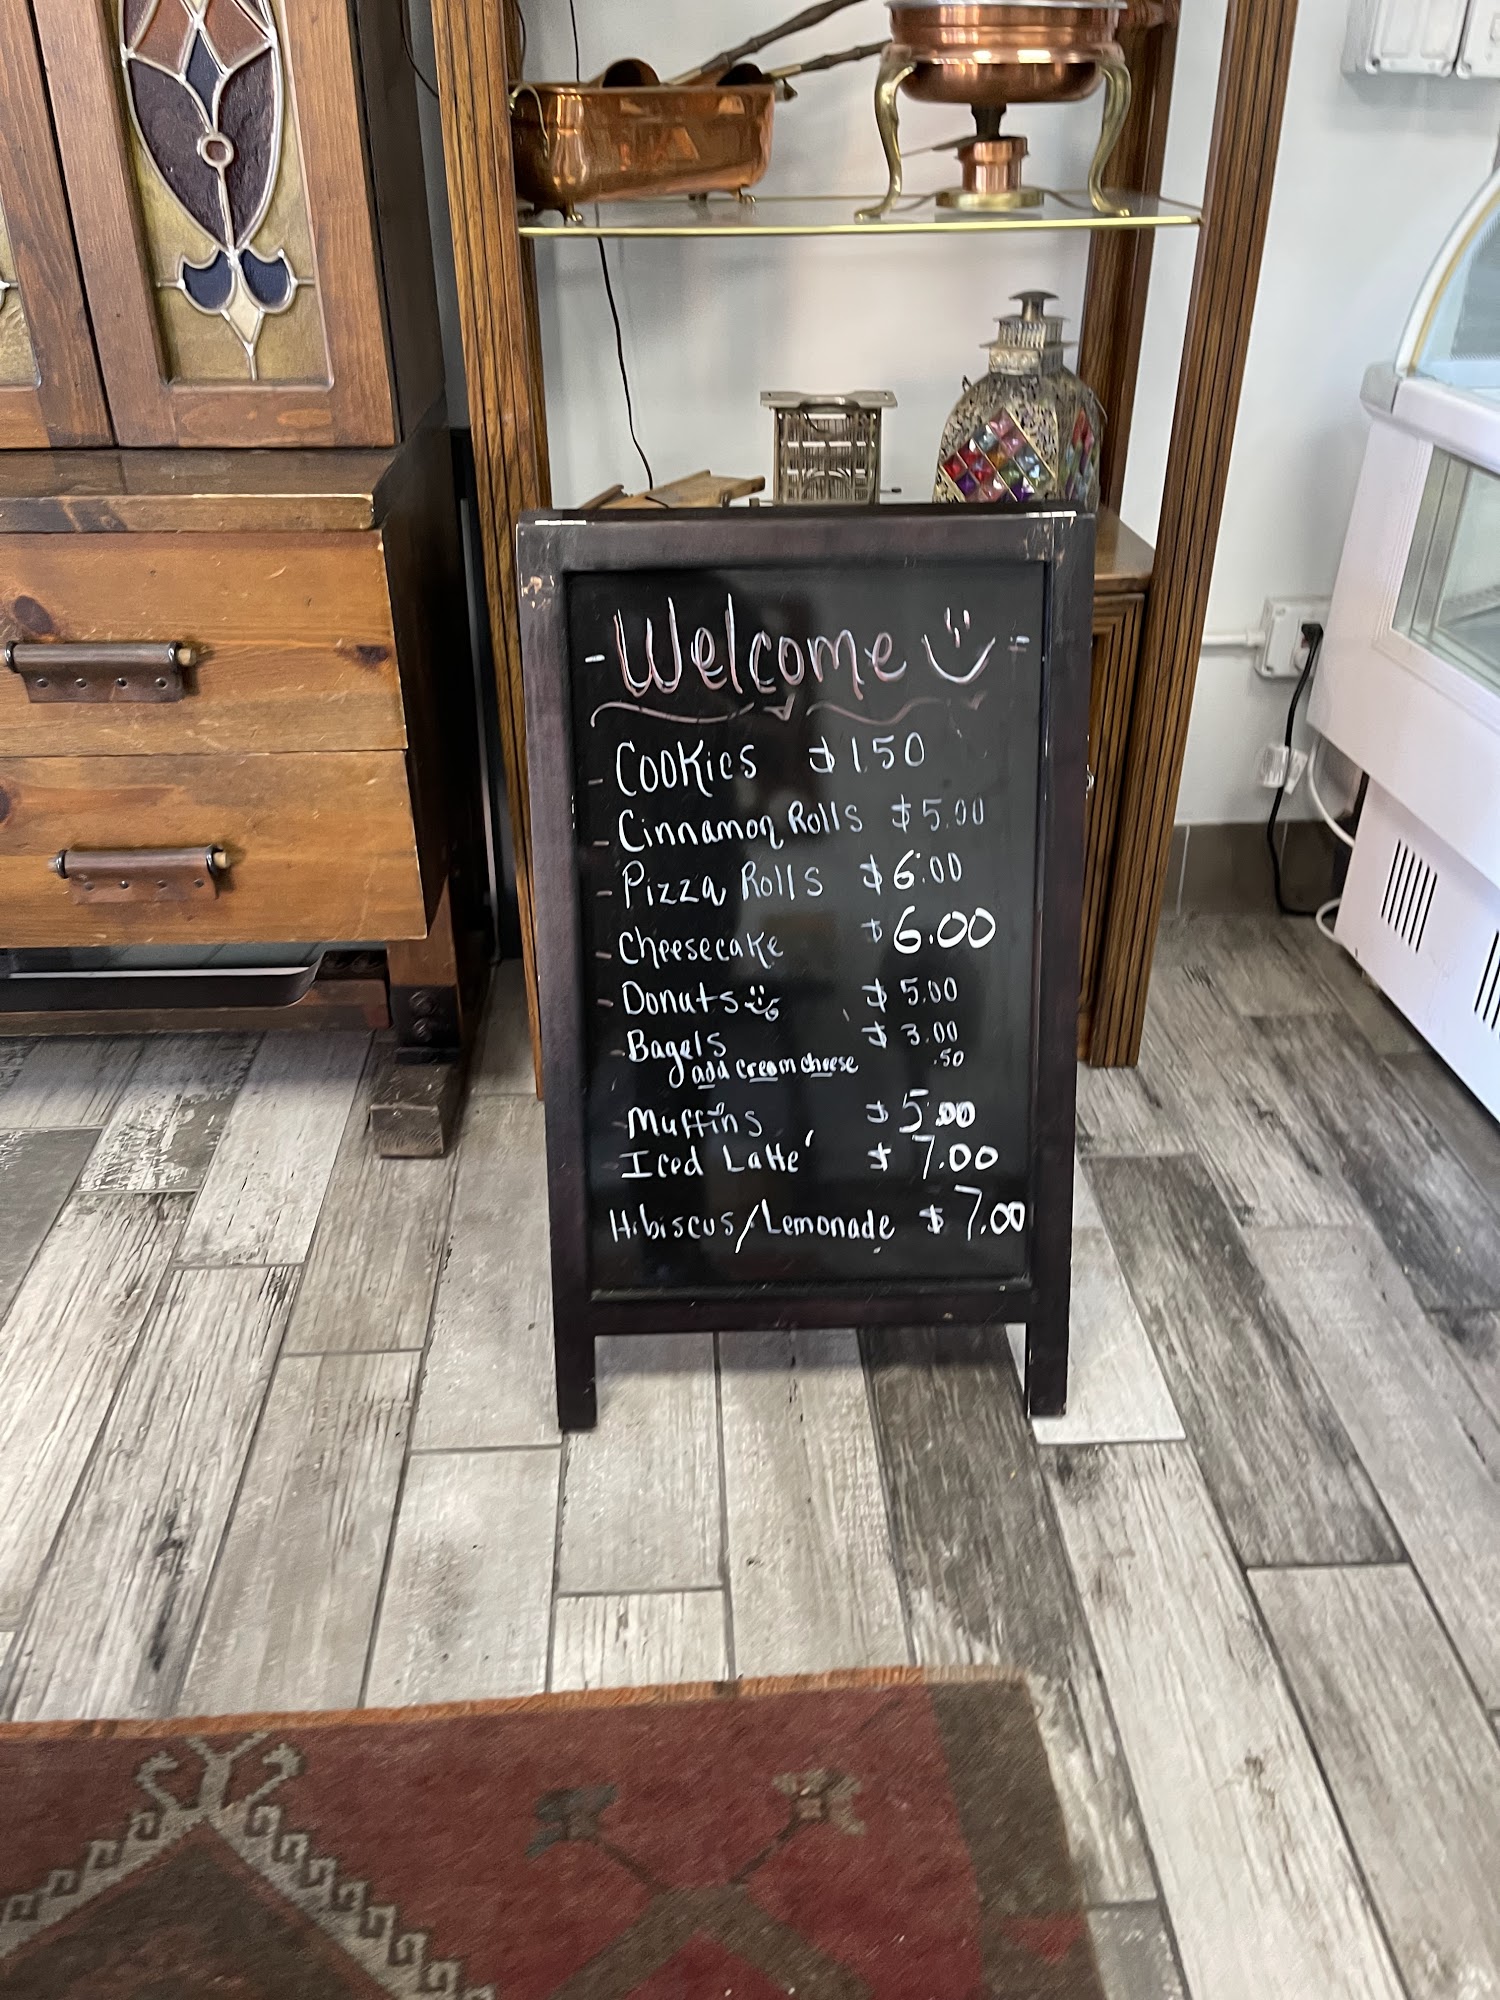 - Welcome -
- Cookies $1.50
- Cinnamon Rolls $5.00
- Pizza Rolls $6.00
- Cheesecake $6.00
- Donuts $5.00
- Bagels $3.00
add cream cheese .50
- Muffins $5.00
- Iced Latte' $7.00
Hibiscus/Lemonade $7.00